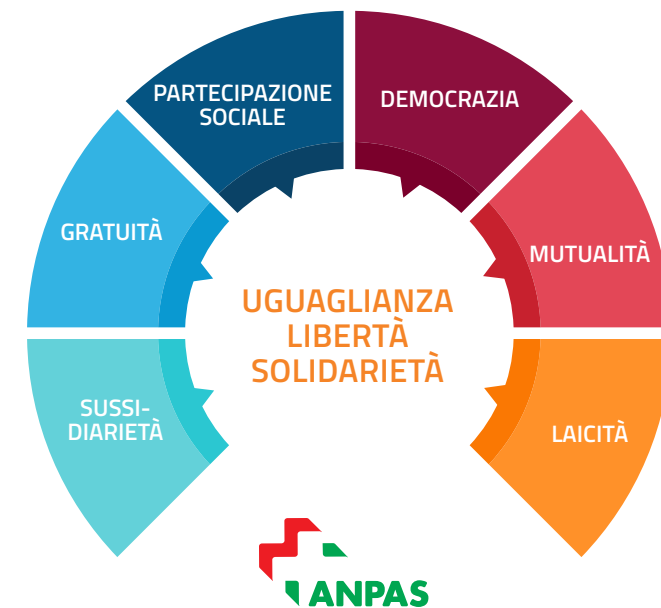 PARTECIPAZIONE
SOCIALE
DEMOCRAZIA
GRATUITÀ
MUTUALITÀ
UGUAGLIANZA
LIBERTÀ
SOLIDARIETÀ
SUSSI-
DIARIETÀ
LAICITÀ
ANPAS